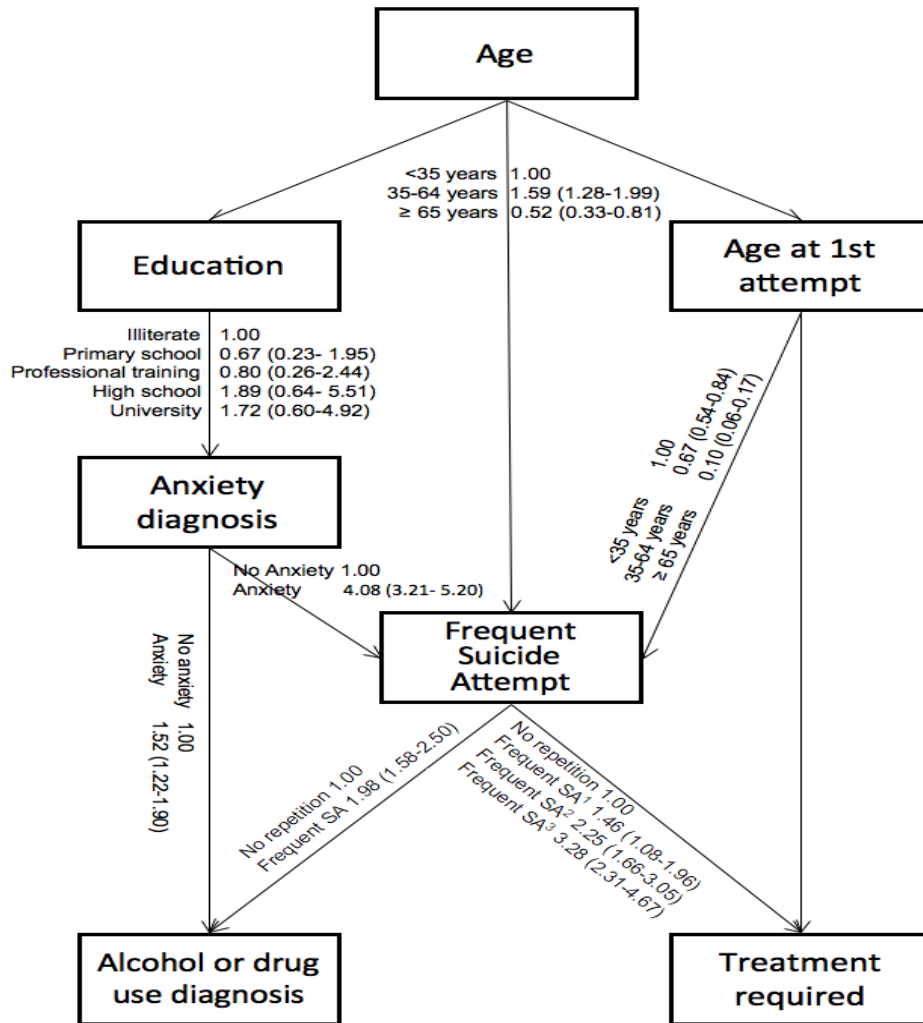 Age
<35 years 1.00
35-64 years 1.59 (1.28-1.99)
≥ 65 years 0.52 (0.33-0.81)
Education
Age at 1st
attempt
Illiterate 1.00
Primary school 0.67 (0.23- 1.95)
Professional training 0.80 (0.26-2.44)
High school 1.89 (0.64- 5.51)
University 1.72 (0.60-4.92)
<35 years 1.00
35-64 years 0.67 (0.54-0.84)
≥ 65 years 0.10 (0.06-0.17)
Anxiety
diagnosis
No Anxiety 1.00
Anxiety 4.08 (3.21- 5.20)
Frequent
Suicide
Attempt
No anxiety 1.00
Anxiety 1.52 (1.22-1.90)
No repetition 1.00
Frequent SA 1.98 (1.58-2.50)
No repetition 1.00
Frequent SA¹ 1.46 (1.08-1.96)
Frequent SA² 2.25 (1.66-3.05)
Frequent SA³ 3.28 (2.31-4.67)
Alcohol or drug
use diagnosis
Treatment
required